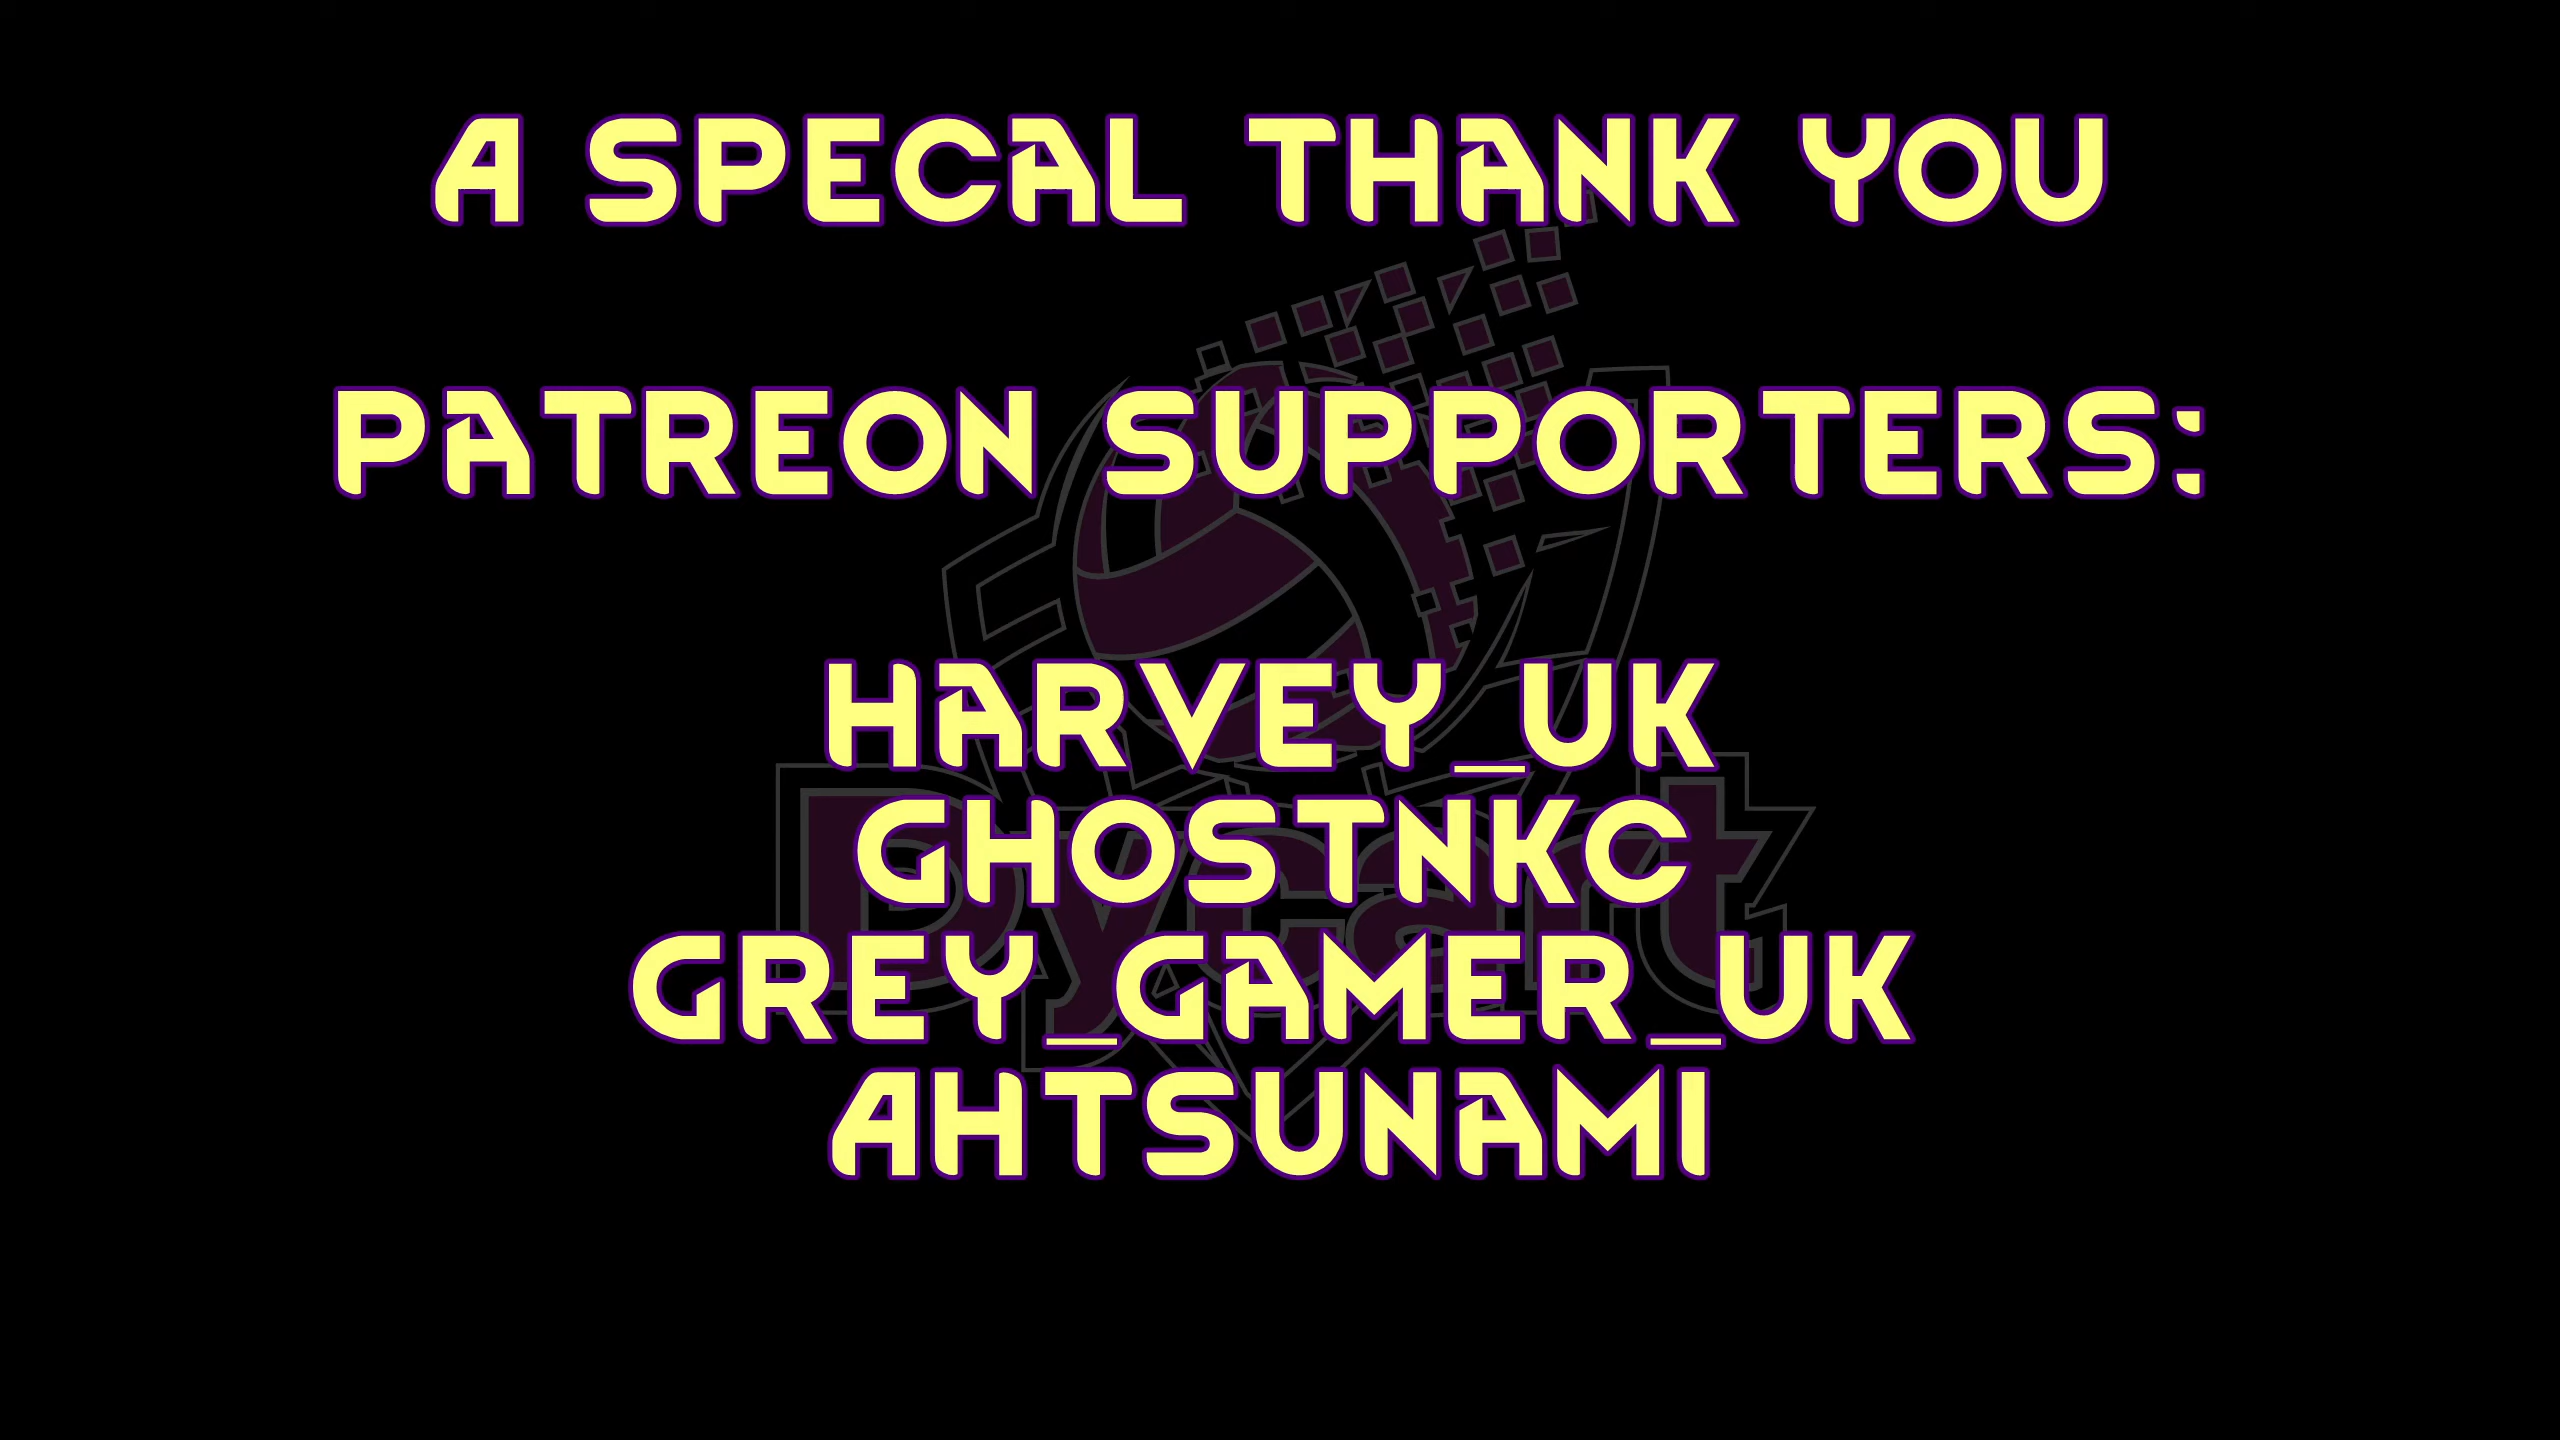 A SPECAL THANK YOU
PATREON SUPPORTERS:
HARVEY_UK
GHOSTNKC
GREY_GAMER_UK
AHTSUNAMI